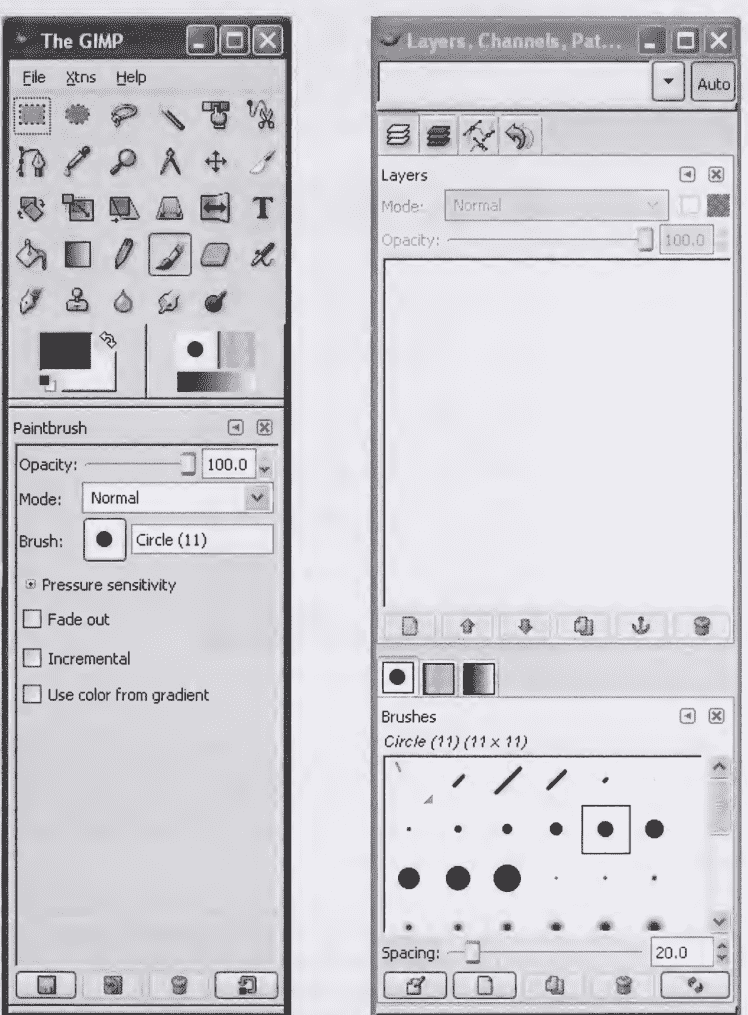 The GIMP
File Xtns Help
Paintbrush
Opacity: 100.0
Mode: Normal
Brush: Circle (11)
Pressure sensitivity
Fade out
Incremental
Use color from gradient
Layers, Channels, Pat...
Auto
Layers
Mode: Normal
Opacity: 100.0
Brushes
Circle (11) (11 x 11)
Spacing: 20.0